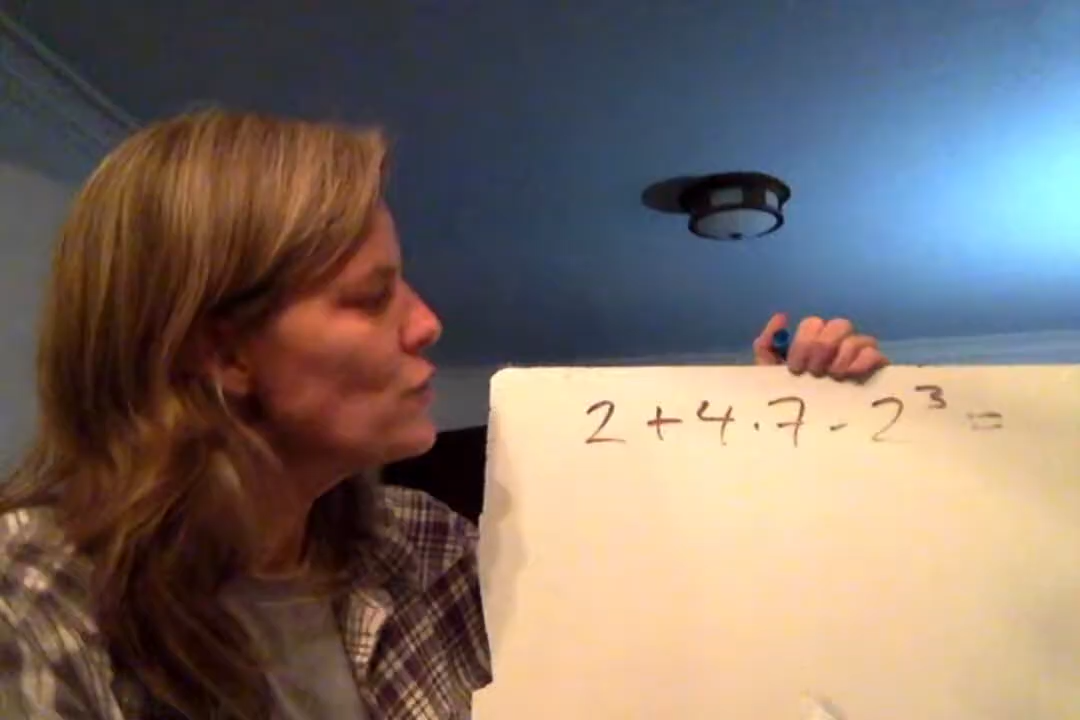 2 + 4 · 7 - 2³ =